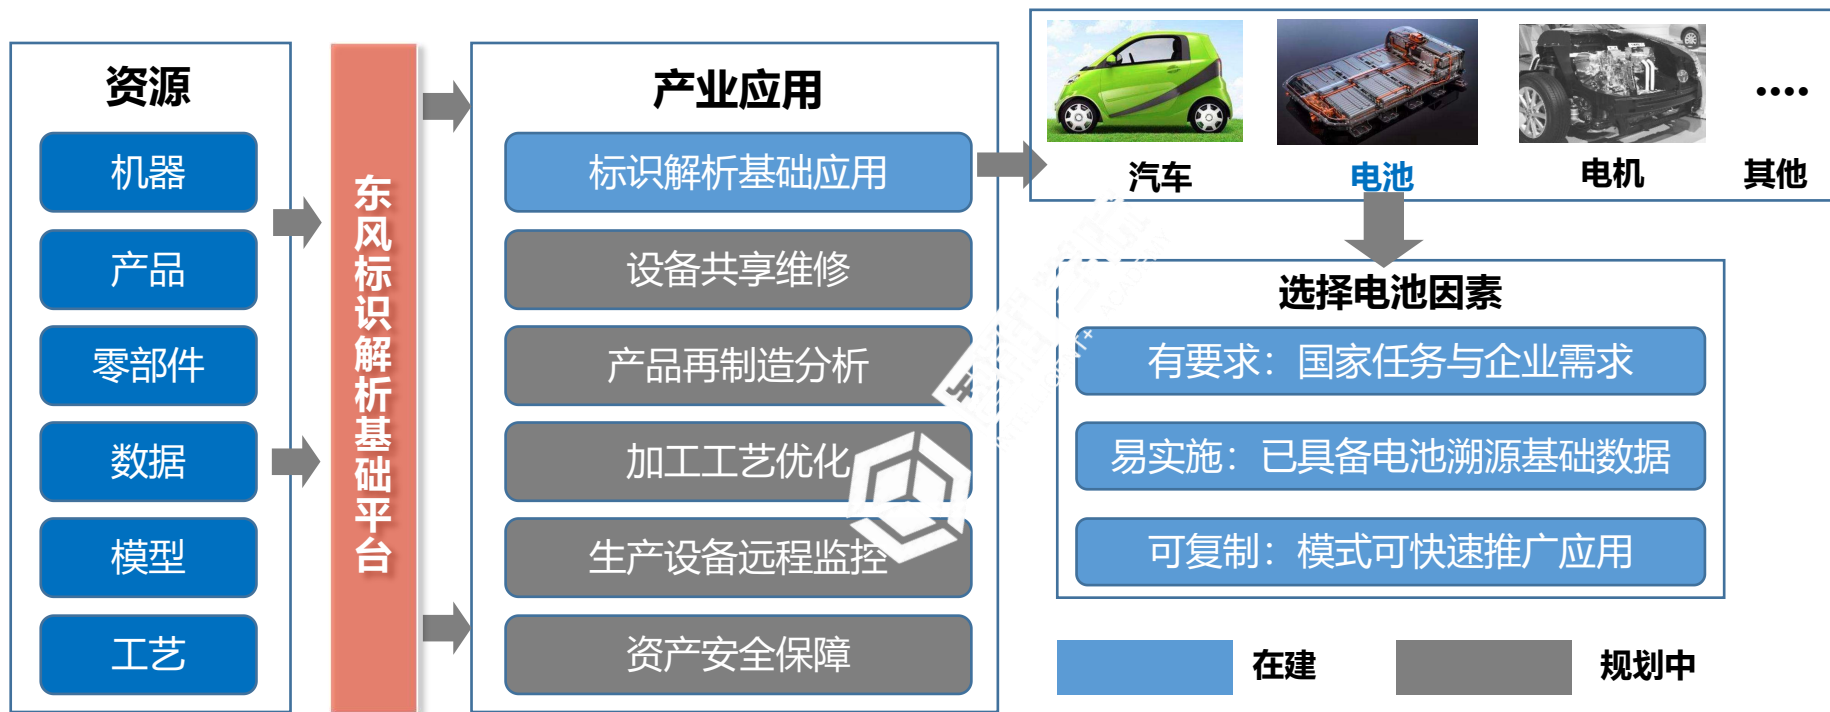 资源
机器
产品
零部件
数据
模型
工艺
东风标识解析基础平台
产业应用
标识解析基础应用
设备共享维修
产品再制造分析
加工工艺优化
生产设备远程监控
资产安全保障
....
汽车
电池
电机
其他
选择电池因素
有要求：国家任务与企业需求
易实施：已具备电池溯源基础数据
可复制：模式可快速推广应用
在建
规划中